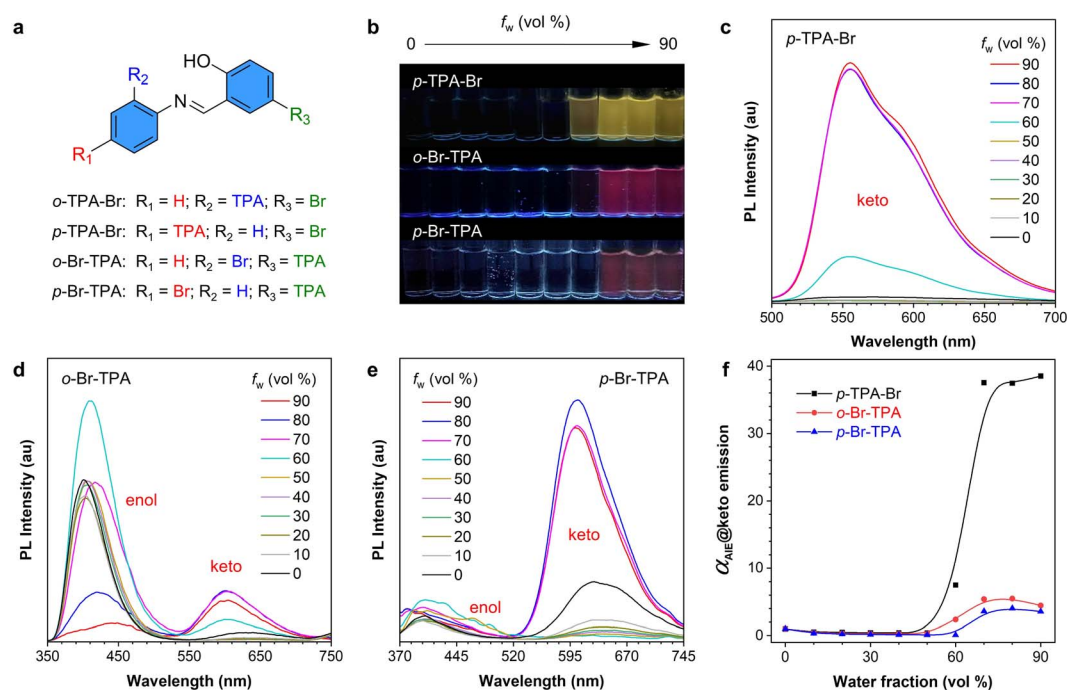 a
HO
R2
N
R3
R1
o-TPA-Br: R1 = H; R2 = TPA; R3 = Br
p-TPA-Br: R1 = TPA; R2 = H; R3 = Br
o-Br-TPA: R1 = H; R2 = Br; R3 = TPA
p-Br-TPA: R1 = Br; R2 = H; R3 = TPA
b
fw (vol %)
0 90
p-TPA-Br
o-Br-TPA
p-Br-TPA
c
p-TPA-Br
fw (vol %)
90
80
70
60
50
40
30
20
10
0
keto
PL Intensity (au)
500 550 600 650 700
Wavelength (nm)
d
o-Br-TPA
fw (vol %)
90
80
70
60
50
40
30
20
10
0
enol
keto
PL Intensity (au)
350 450 550 650 750
Wavelength (nm)
e
p-Br-TPA
fw (vol %)
90
80
70
60
50
40
30
20
10
0
keto
enol
PL Intensity (au)
370 445 520 595 670 745
Wavelength (nm)
f
40
30
20
10
0
p-TPA-Br
o-Br-TPA
p-Br-TPA
αAIE@keto emission
0 30 60 90
Water fraction (vol %)